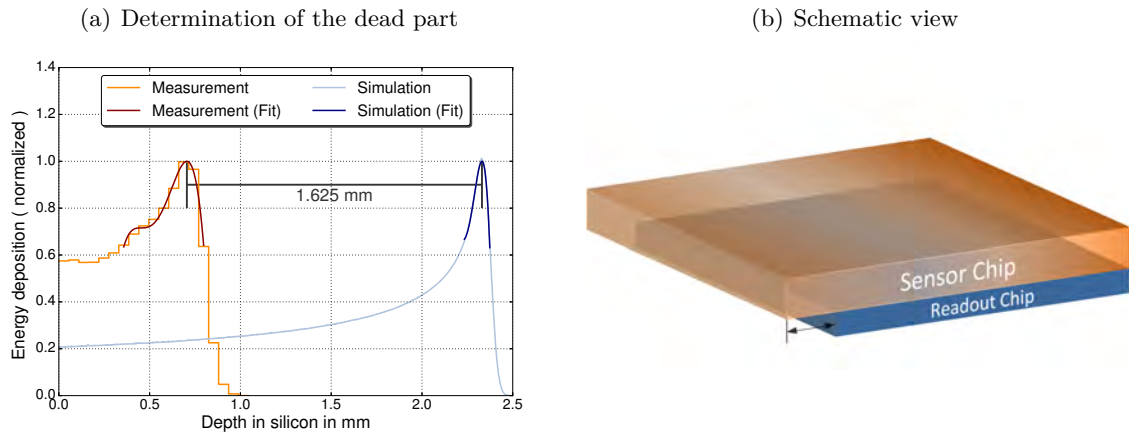 (a) Determination of the dead part
1.4
1.2
1.0
0.8
0.6
0.4
0.2
0.0
Energy deposition ( normalized )
Measurement
Measurement (Fit)
Simulation
Simulation (Fit)
1.625 mm
0.0 0.5 1.0 1.5 2.0 2.5
Depth in silicon in mm
(b) Schematic view
Sensor Chip
Readout Chip